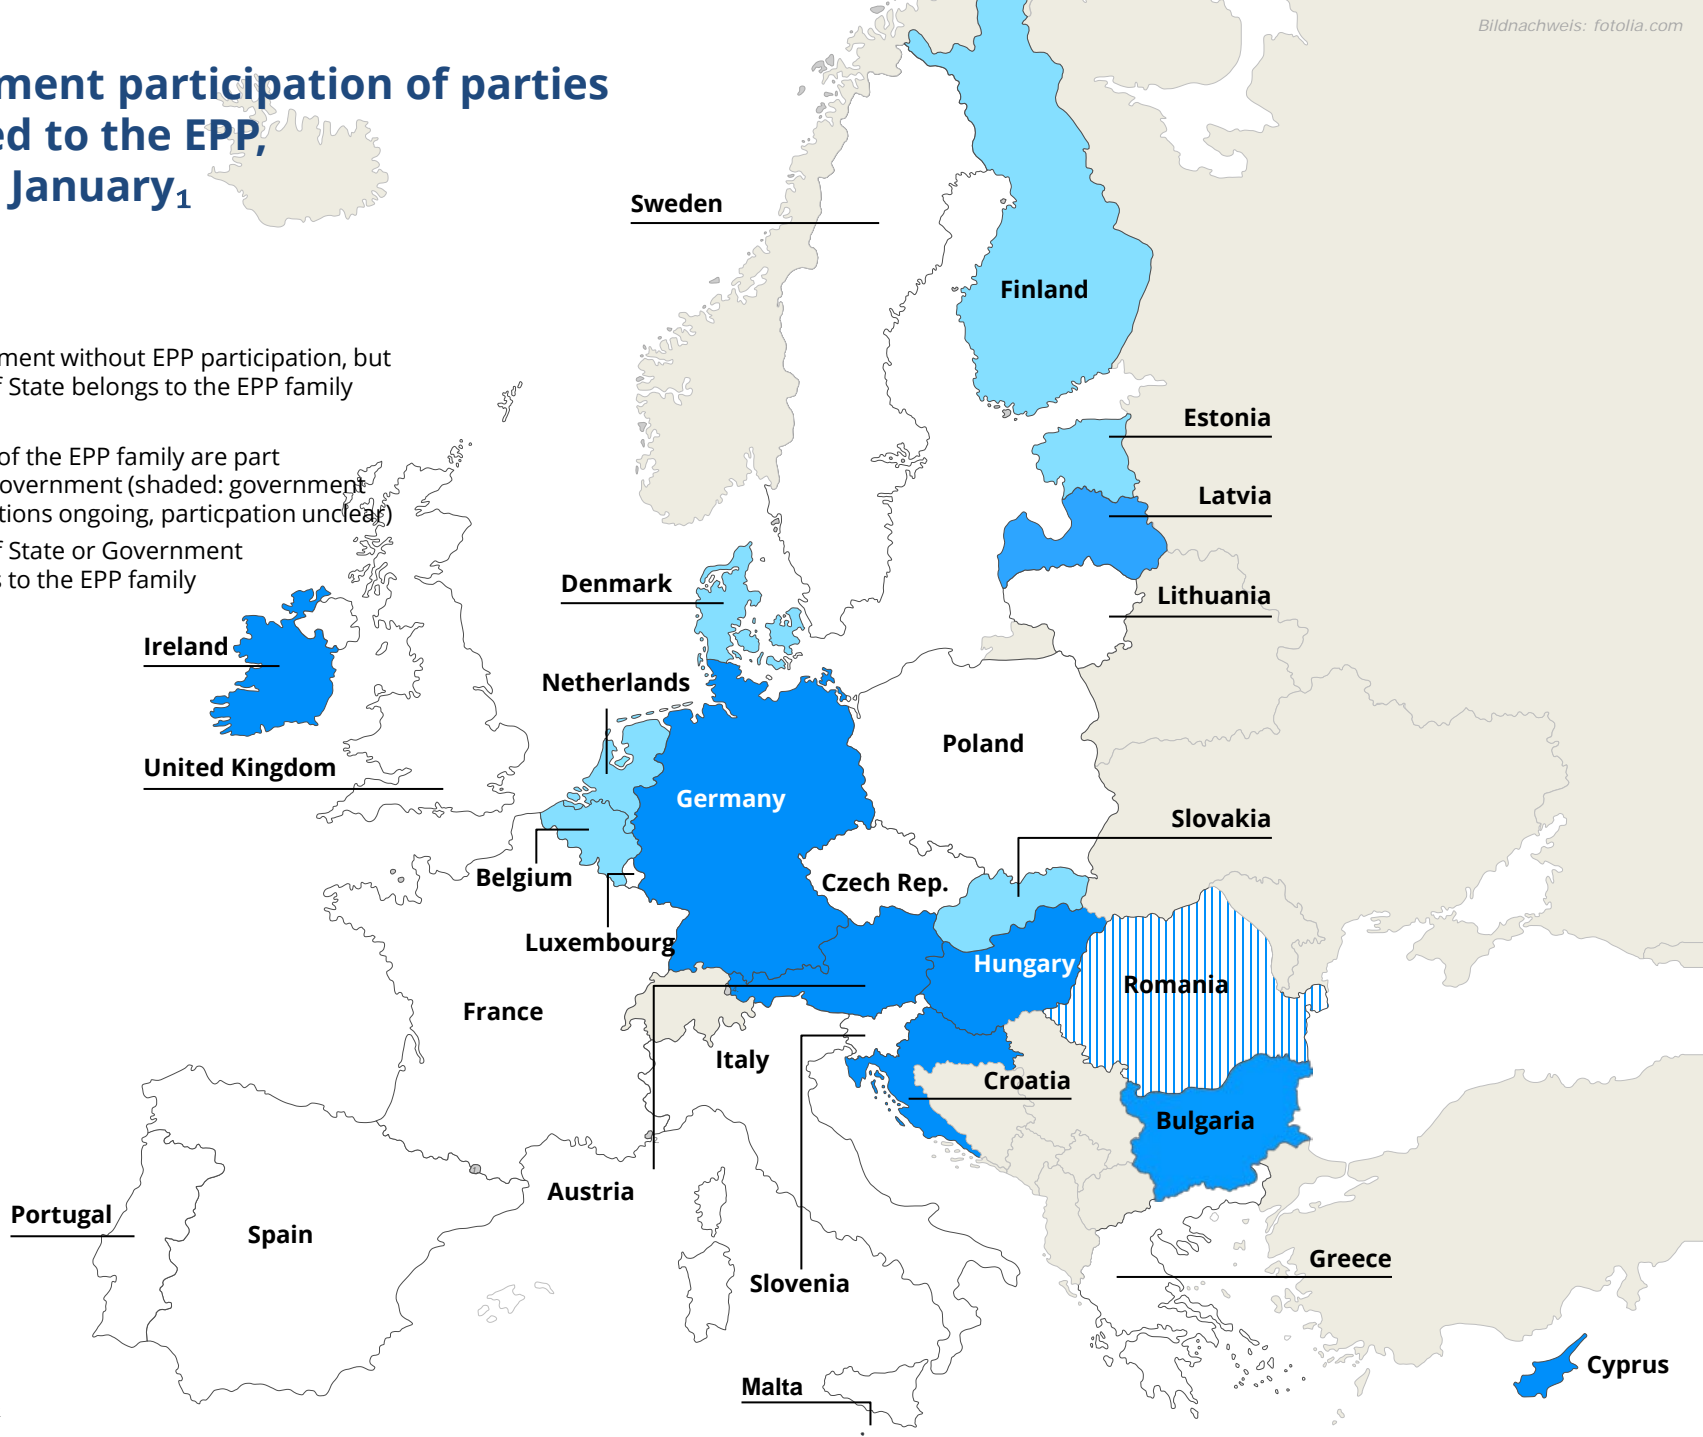 Bildnachweis: fotolia.com
ment participation of parties
ed to the EPP,
January₁
ment without EPP participation, but
f State belongs to the EPP family
of the EPP family are part
overnment (shaded: government
tions ongoing, particpation unclear)
f State or Government
s to the EPP family
Sweden
Finland
Estonia
Latvia
Lithuania
Denmark
Ireland
Netherlands
United Kingdom
Poland
Germany
Slovakia
Belgium
Czech Rep.
Luxembourg
Hungary
Romania
France
Italy
Croatia
Bulgaria
Austria
Portugal
Spain
Slovenia
Greece
Cyprus
Malta